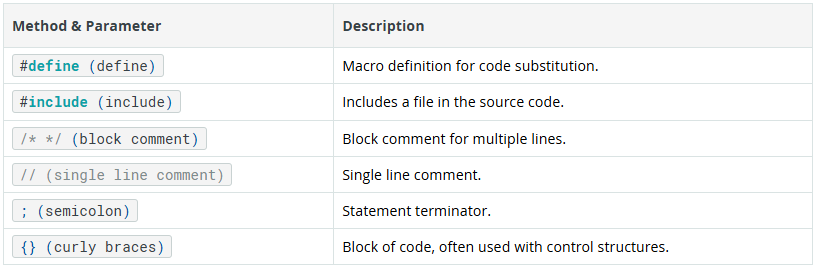 Method & Parameter Description
#define (define) Macro definition for code substitution.
#include (include) Includes a file in the source code.
/* */ (block comment) Block comment for multiple lines.
// (single line comment) Single line comment.
; (semicolon) Statement terminator.
{} (curly braces) Block of code, often used with control structures.